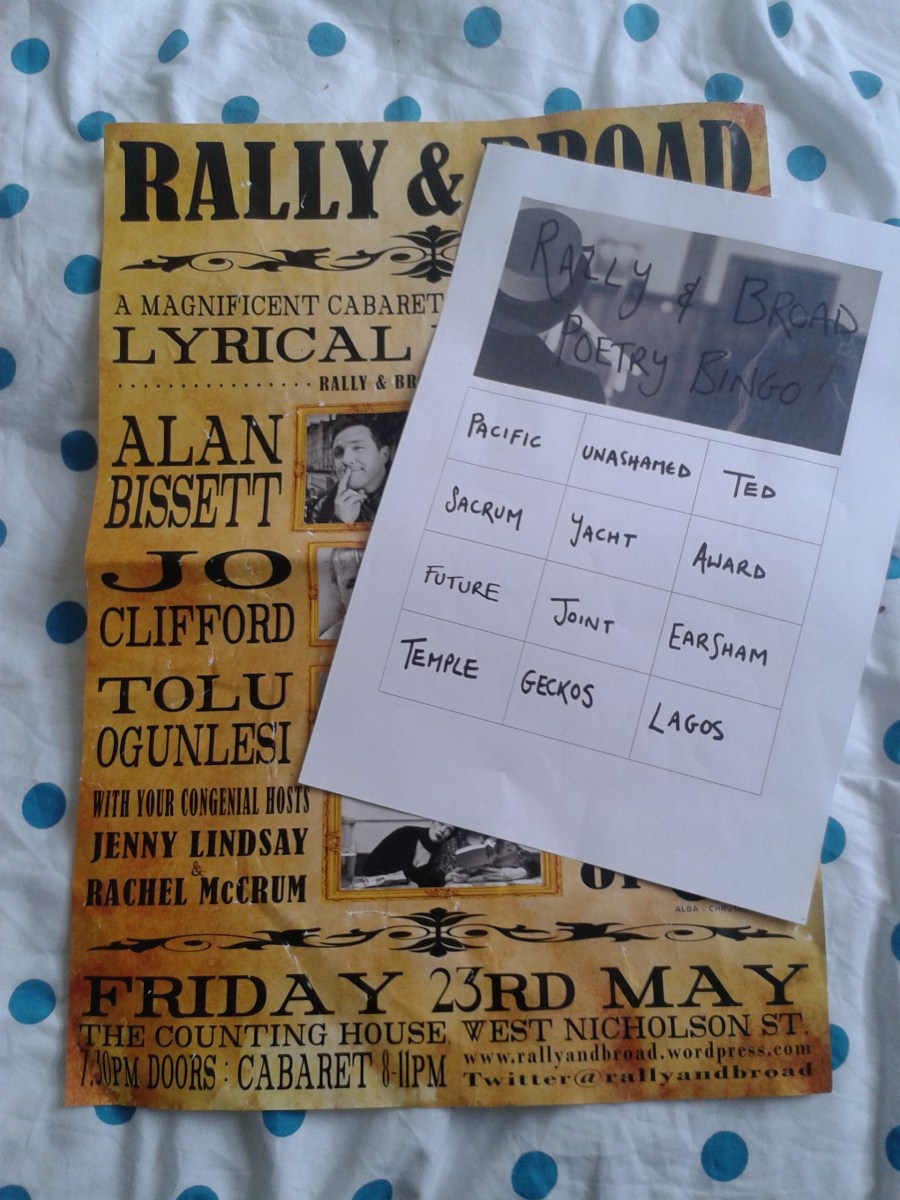 RALLY & BROAD
A MAGNIFICENT CABARET
LYRICAL
RALLY & BR
ALAN
BISSETT
JO
CLIFFORD
TOLU
OGUNLESI
WITH YOUR CONGENIAL HOSTS
JENNY LINDSAY
&
RACHEL McCRUM
OF
ALBA
FRIDAY 23RD MAY
THE COUNTING HOUSE WEST NICHOLSON ST.
7.30PM DOORS : CABARET 8-11PM
www.rallyandbroad.wordpress.com
Twitter@rallyandbroad
RALLY & BROAD
POETRY BINGO!
PACIFIC UNASHAMED TED
SACRUM YACHT AWARD
FUTURE JOINT EARSHAM
TEMPLE GECKOS LAGOS